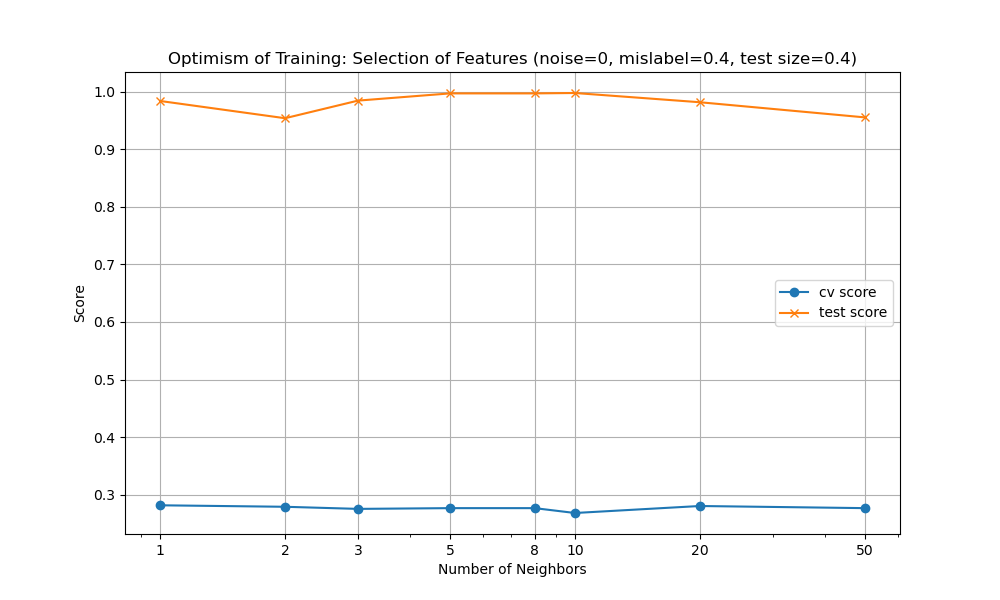 Optimism of Training: Selection of Features (noise=0, mislabel=0.4, test size=0.4)
1.0
0.9
0.8
0.7
0.6
0.5
0.4
0.3
Score
cv score
test score
1 2 3 5 8 10 20 50
Number of Neighbors